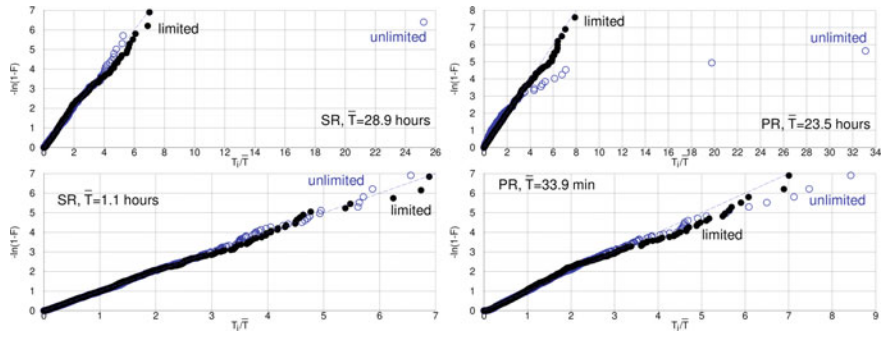 7
6
5
4
3
2
1
0
-ln(1-F)
limited
unlimited
SR, T̅=28.9 hours
0 2 4 6 8 10 12 14 16 18 20 22 24 26
Tᵢ/T̅
8
7
6
5
4
3
2
1
0
-ln(1-F)
limited
unlimited
PR, T̅=23.5 hours
0 2 4 6 8 10 12 14 16 18 20 22 24 26 28 30 32 34
Tᵢ/T̅
7
6
5
4
3
2
1
0
-ln(1-F)
SR, T̅=1.1 hours
unlimited
limited
0 1 2 3 4 5 6 7
Tᵢ/T̅
7
6
5
4
3
2
1
0
-ln(1-F)
PR, T̅=33.9 min
unlimited
limited
0 1 2 3 4 5 6 7 8 9
Tᵢ/T̅